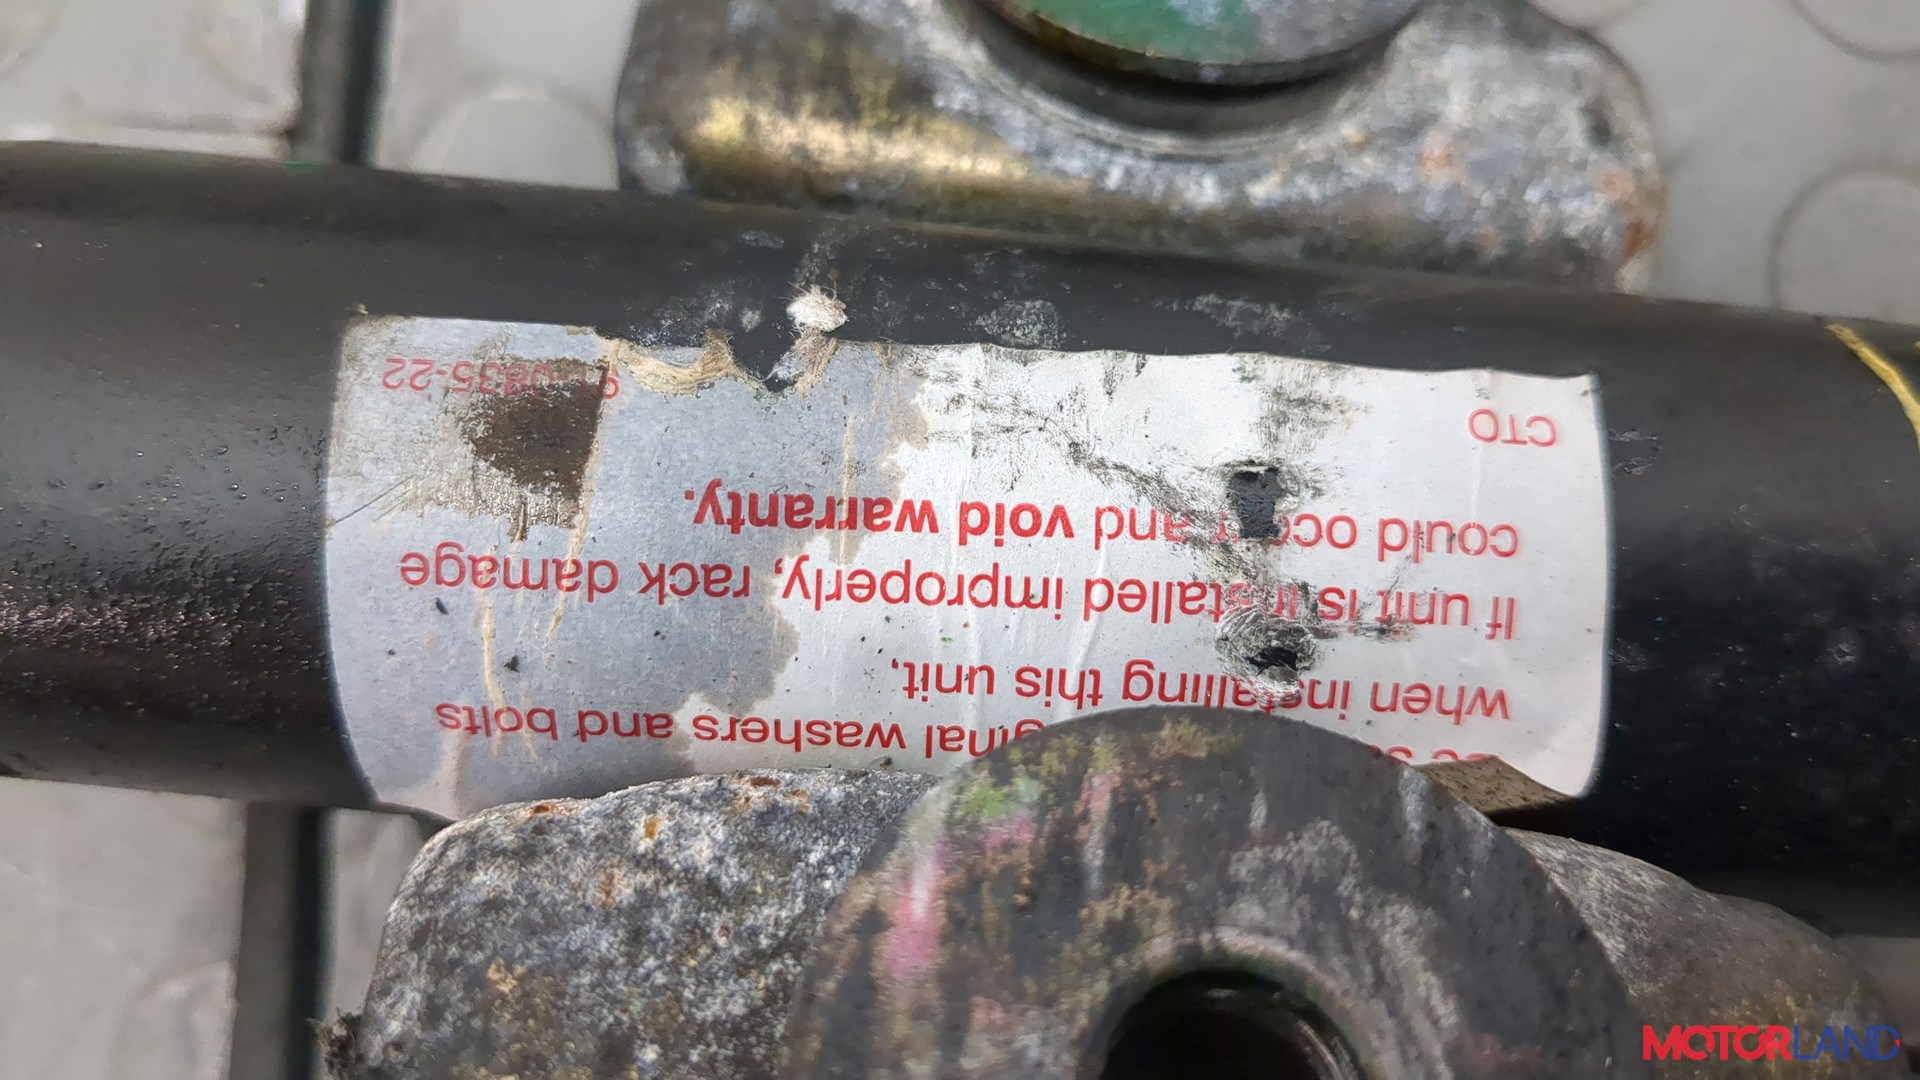 original washers and bolts
when installing this unit.
If unit is installed improperly, rack damage
could occur and void warranty.
CTO
MOTORLAND